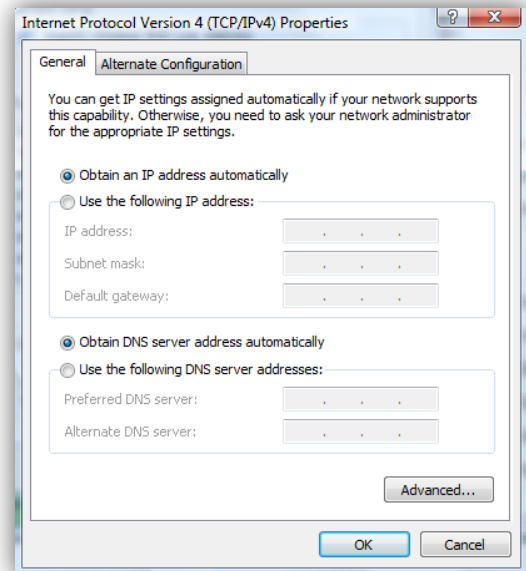 Internet Protocol Version 4 (TCP/IPv4) Properties
?
General
Alternate Configuration
You can get IP settings assigned automatically if your network supports
this capability. Otherwise, you need to ask your network administrator
for the appropriate IP settings.
Obtain an IP address automatically
Use the following IP address:
IP address:
Subnet mask:
Default gateway:
Obtain DNS server address automatically
Use the following DNS server addresses:
Preferred DNS server:
Alternate DNS server:
Advanced...
OK
Cancel